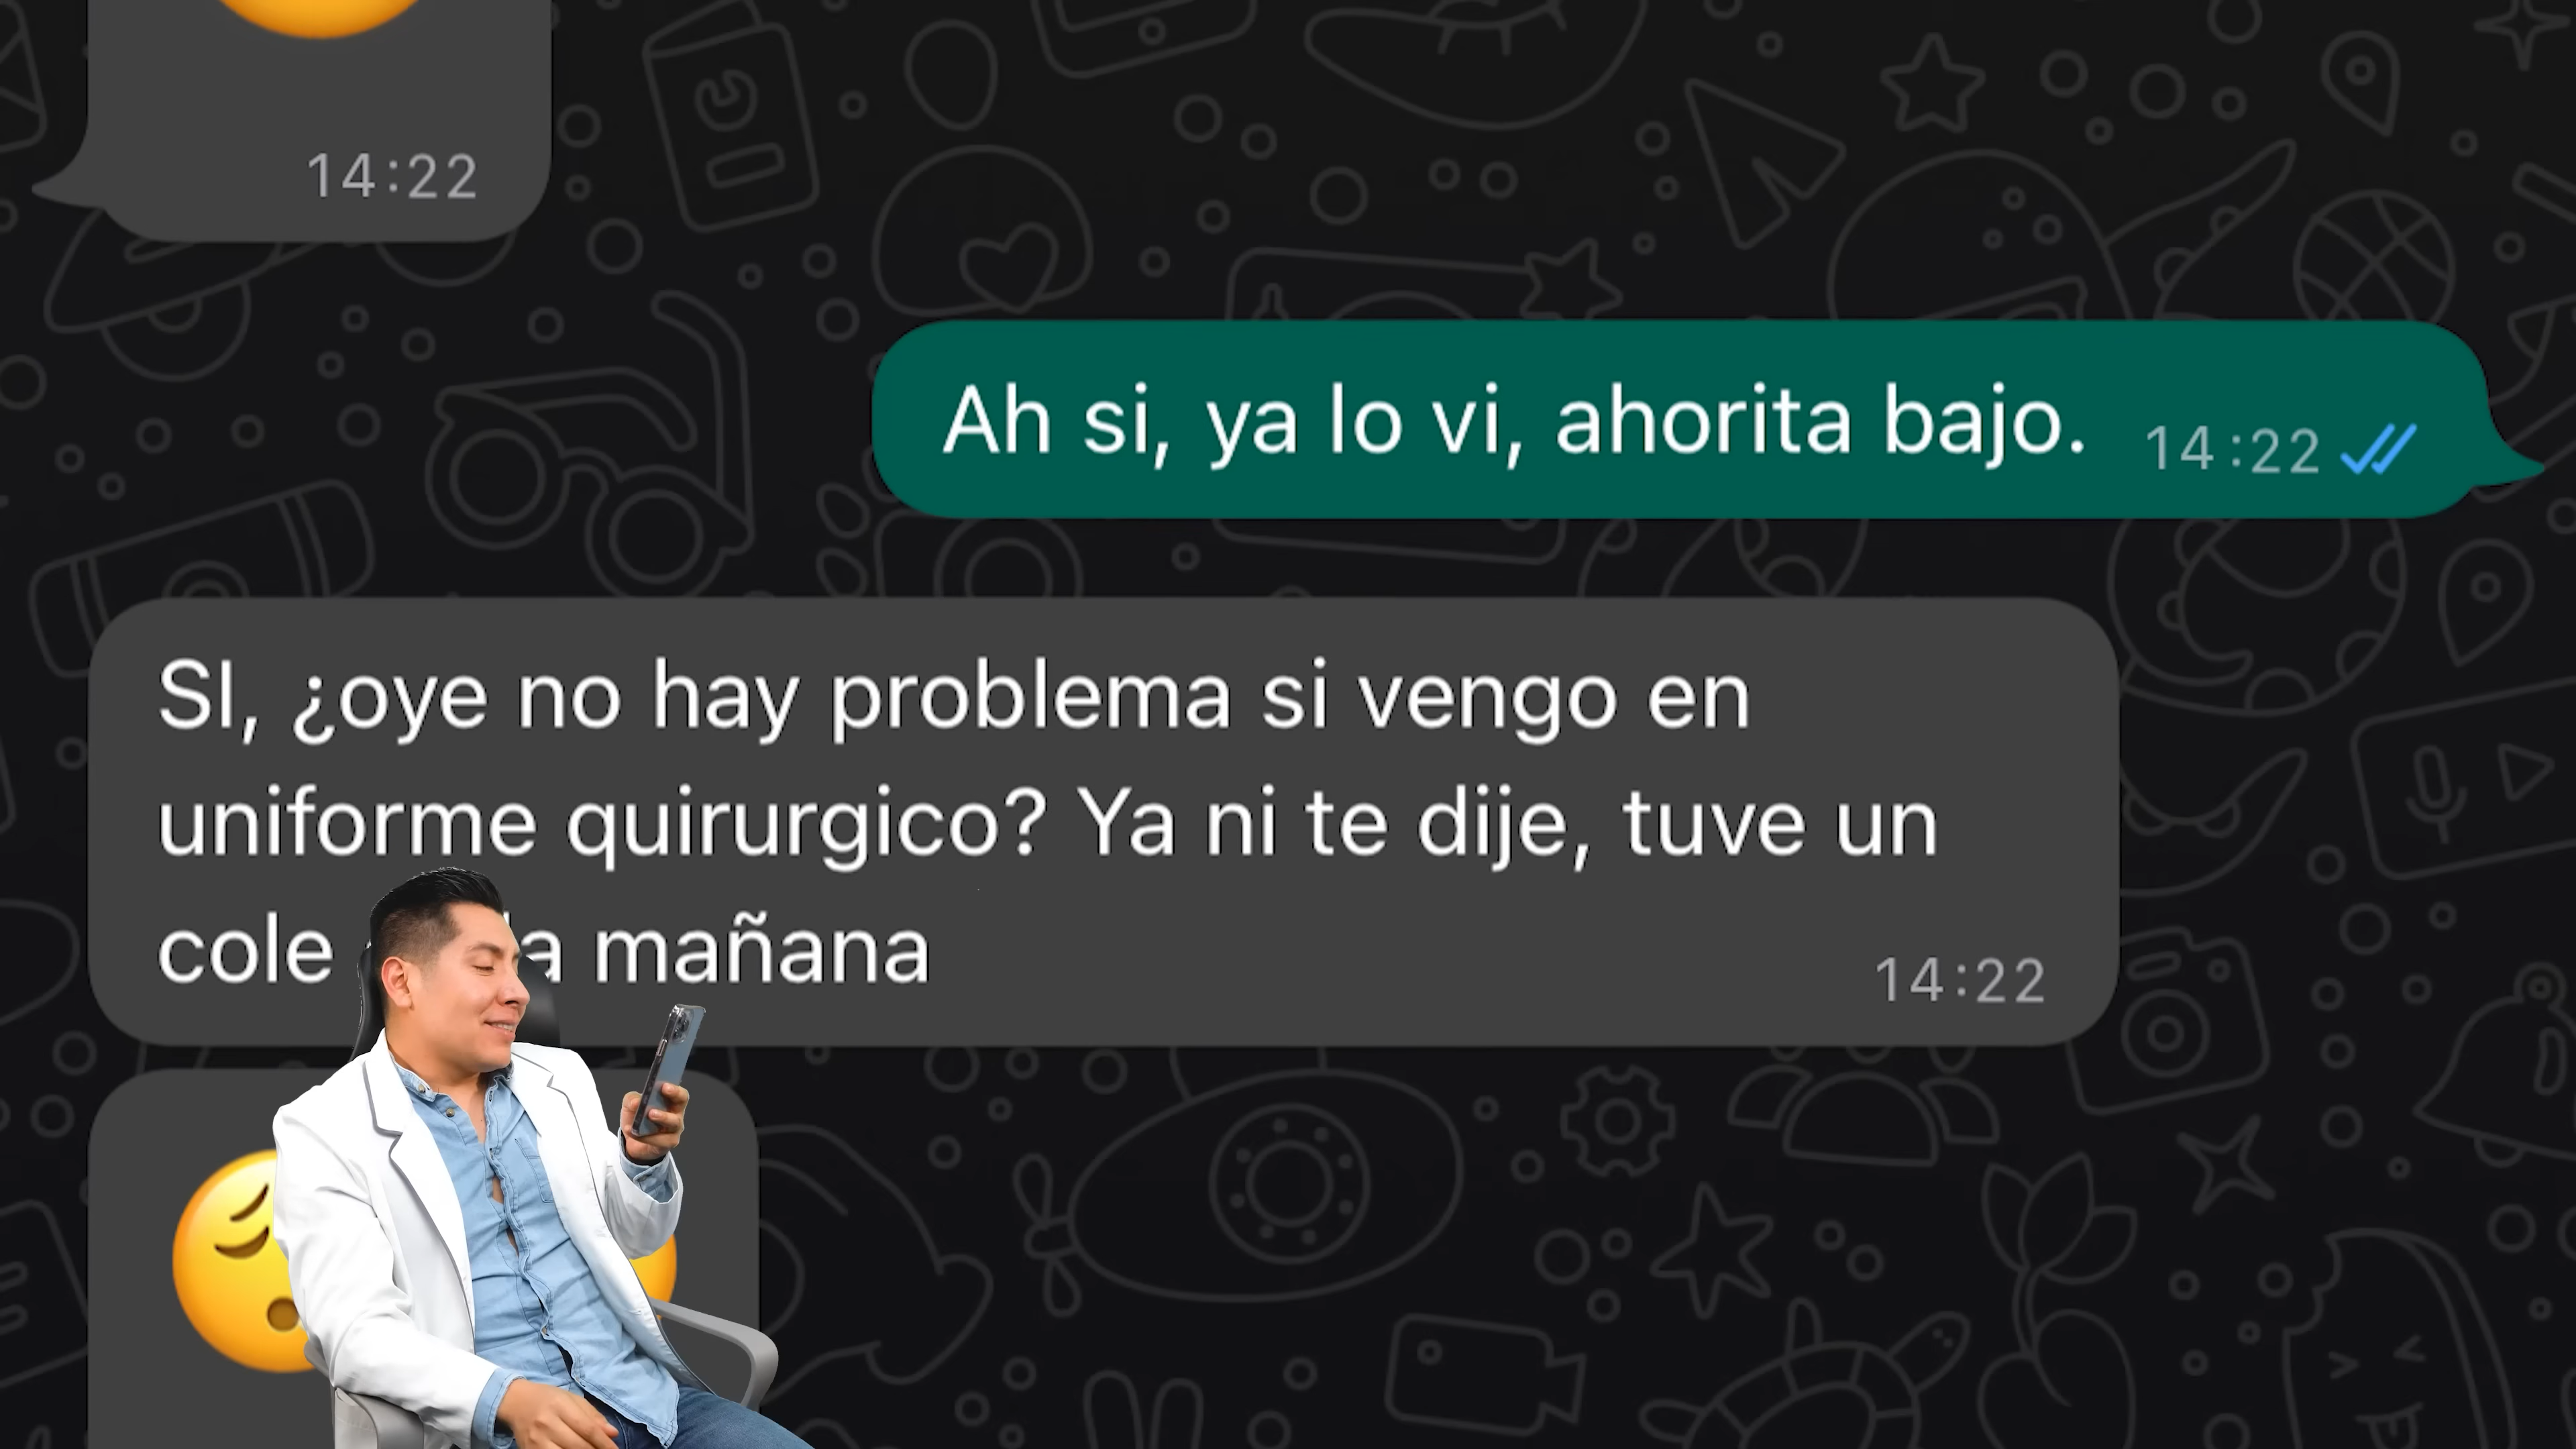 14:22
Ah si, ya lo vi, ahorita bajo. 14:22
SI, ¿oye no hay problema si vengo en
uniforme quirurgico? Ya ni te dije, tuve un
cole mañana
14:22